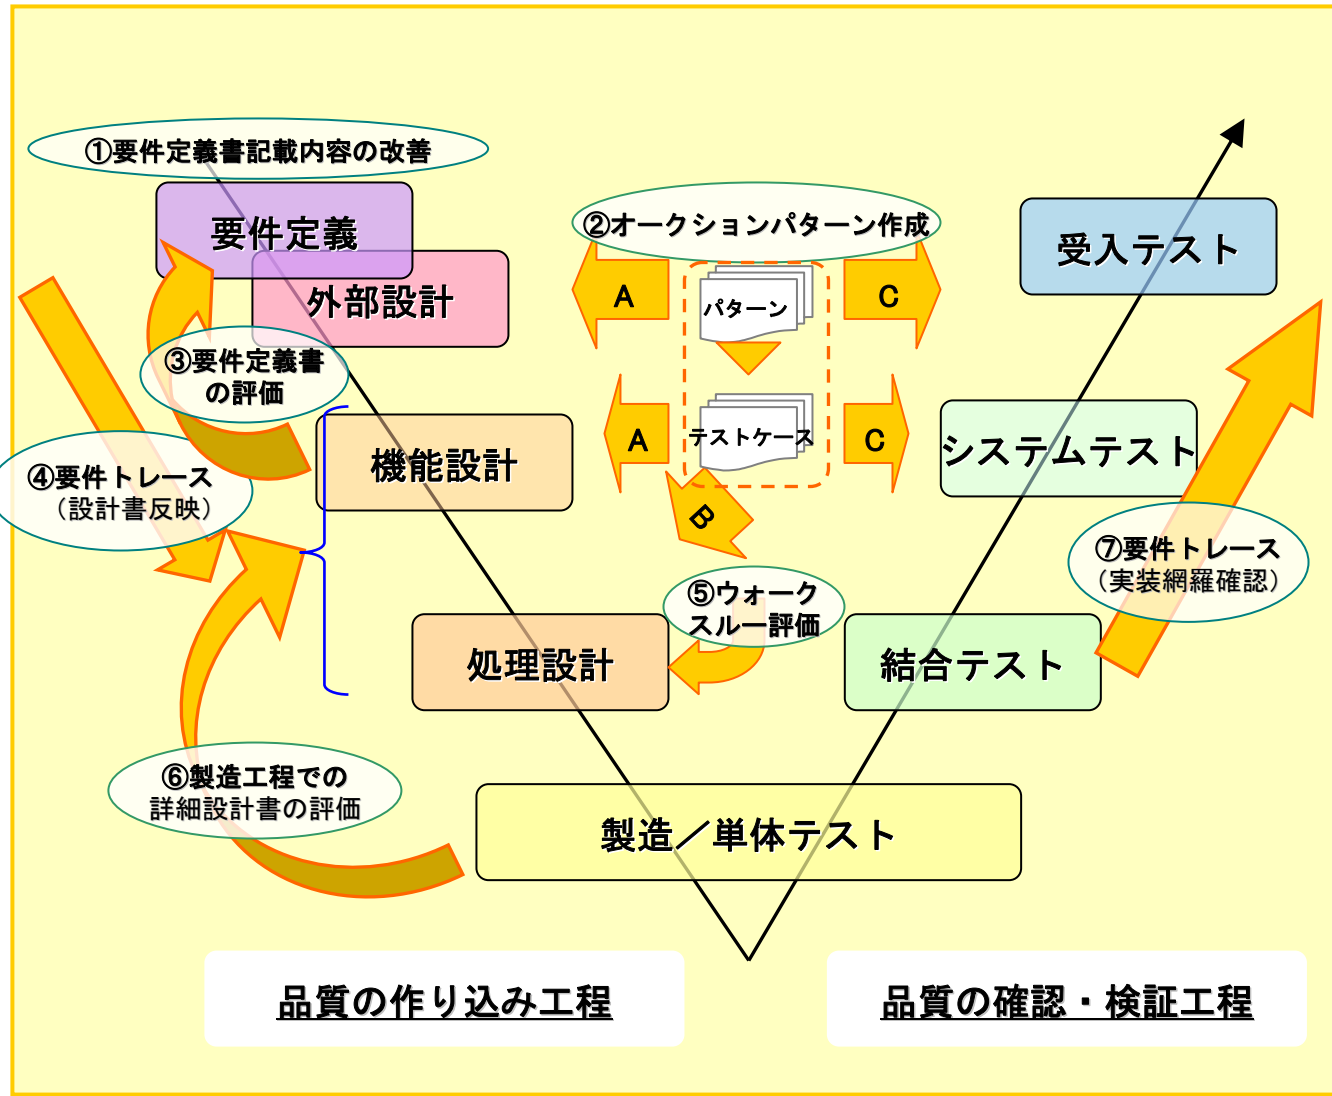 ①要件定義書記載内容の改善
要件定義
外部設計
②オークションパターン作成
受入テスト
A
パターン
C
③要件定義書
の評価
A
テストケース
C
機能設計
システムテスト
④要件トレース
（設計書反映）
B
⑦要件トレース
（実装網羅確認）
⑤ウォーク
スルー評価
処理設計
結合テスト
⑥製造工程での
詳細設計書の評価
製造／単体テスト
品質の作り込み工程
品質の確認・検証工程